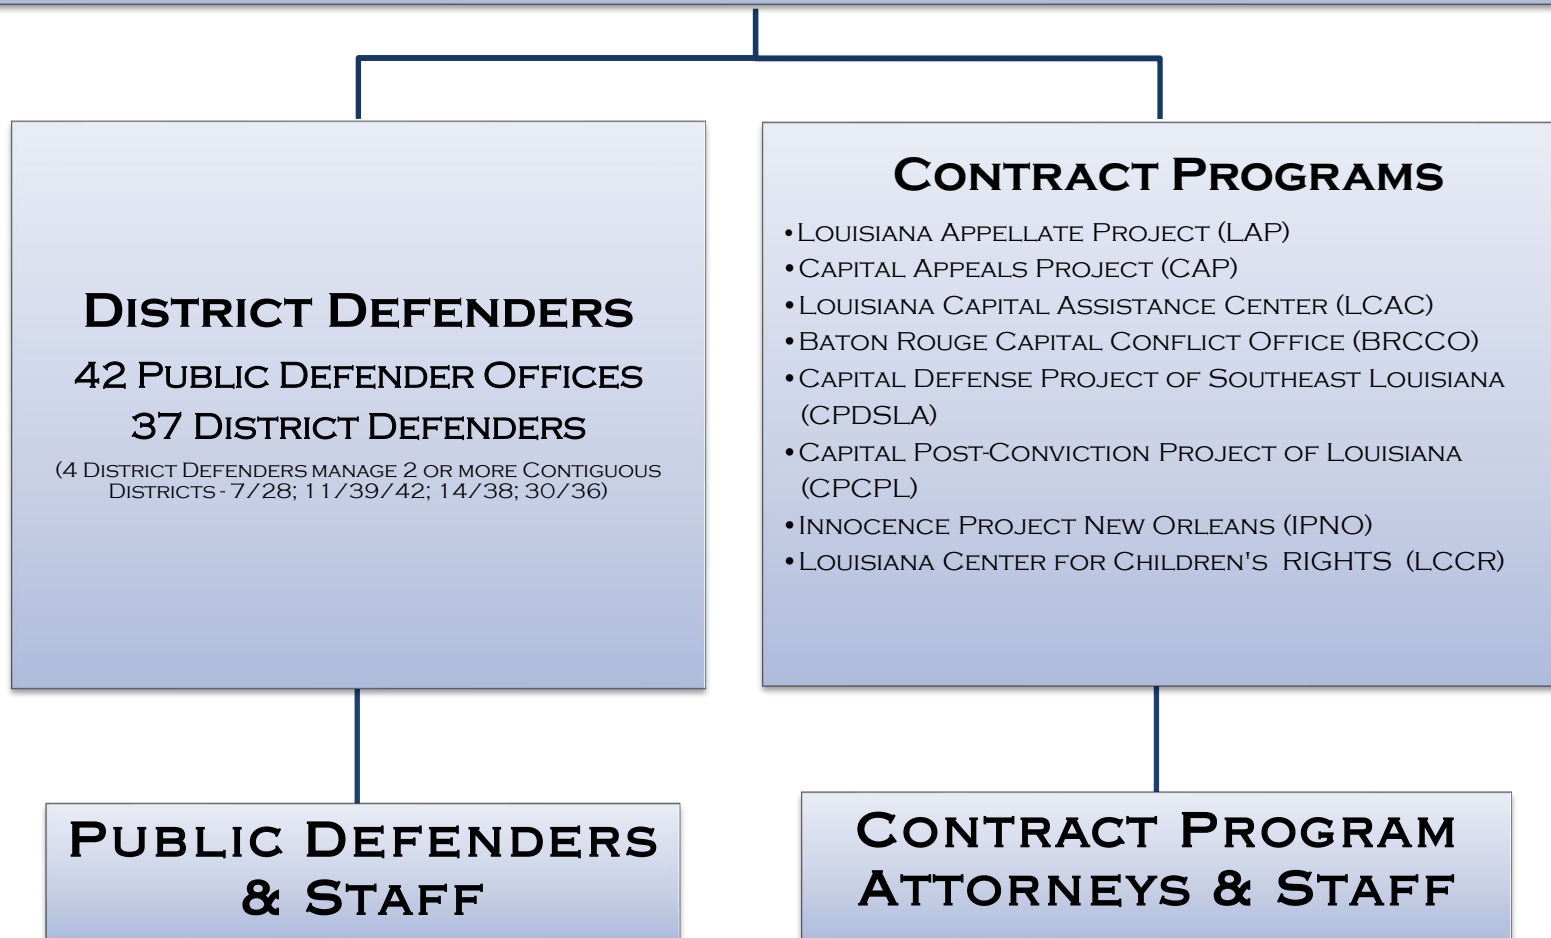 District Defenders
42 Public Defender Offices
37 District Defenders
(4 District Defenders manage 2 or more Contiguous
Districts - 7/28; 11/39/42; 14/38; 30/36)
Contract Programs
•Louisiana Appellate Project (LAP)
•Capital Appeals Project (CAP)
•Louisiana Capital Assistance Center (LCAC)
•Baton Rouge Capital Conflict Office (BRCCO)
•Capital Defense Project of Southeast Louisiana
(CPDSLA)
•Capital Post-Conviction Project of Louisiana
(CPCPL)
•Innocence Project New Orleans (IPNO)
•Louisiana Center for Children's RIGHTS (LCCR)
Public Defenders
& Staff
Contract Program
Attorneys & Staff